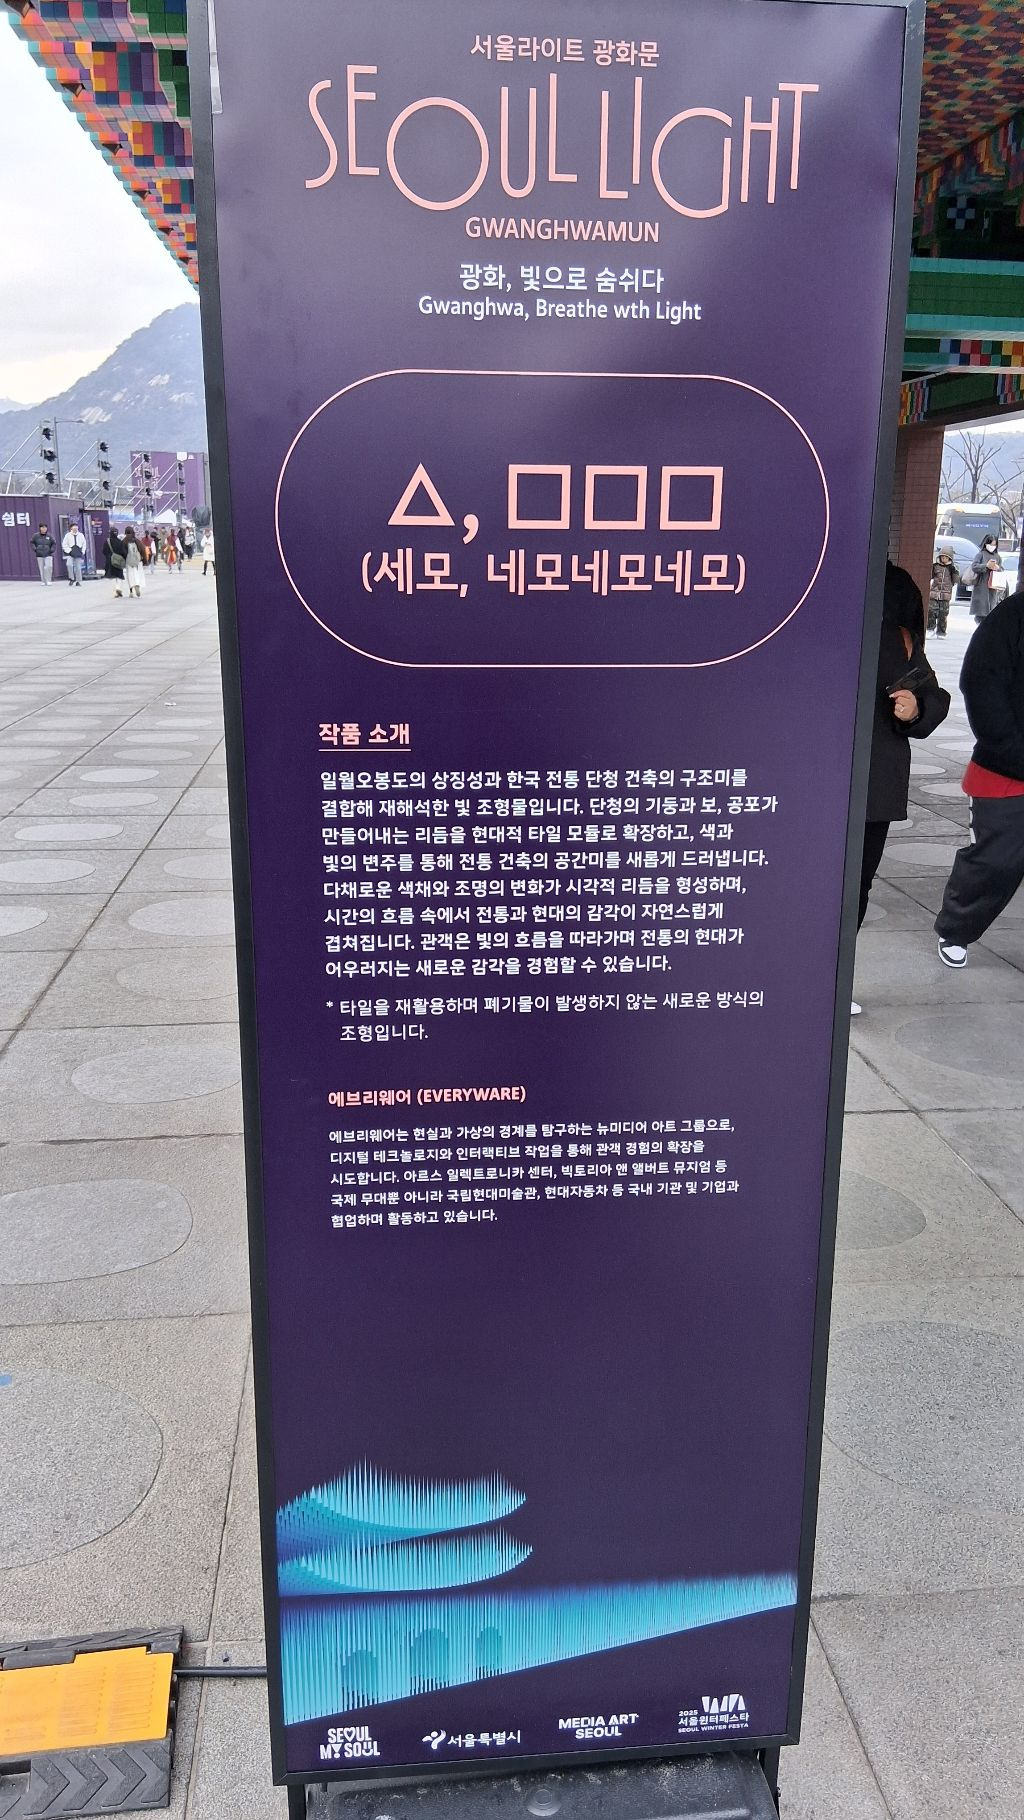 서울라이트 광화문
SEOUL LIGHT
GWANGHWAMUN
광화, 빛으로 숨쉬다
Gwanghwa, Breathe wth Light
△, □□□
(세모, 네모네모네모)
작품 소개
일월오봉도의 상징성과 한국 전통 단청 건축의 구조미를
결합해 재해석한 빛 조형물입니다. 단청의 기둥과 보, 공포가
만들어내는 리듬을 현대적 타일 모듈로 확장하고, 색과
빛의 변주를 통해 전통 건축의 공간미를 새롭게 드러냅니다.
다채로운 색채와 조명의 변화가 시각적 리듬을 형성하며,
시간의 흐름 속에서 전통과 현대의 감각이 자연스럽게
겹쳐집니다. 관객은 빛의 흐름을 따라가며 전통의 현대가
어우러지는 새로운 감각을 경험할 수 있습니다.
* 타일을 재활용하며 폐기물이 발생하지 않는 새로운 방식의
조형입니다.
에브리웨어 (EVERYWARE)
에브리웨어는 현실과 가상의 경계를 탐구하는 뉴미디어 아트 그룹으로,
디지털 테크놀로지와 인터랙티브 작업을 통해 관객 경험의 확장을
시도합니다. 아르스 일렉트로니카 센터, 빅토리아 앤 앨버트 뮤지엄 등
국제 무대뿐 아니라 국립현대미술관, 현대자동차 등 국내 기관 및 기업과
협업하며 활동하고 있습니다.
SEOUL
MY SOUL
서울특별시
MEDIA ART
SEOUL
2025
서울윈터페스타
SEOUL WINTER FESTA
쉼터